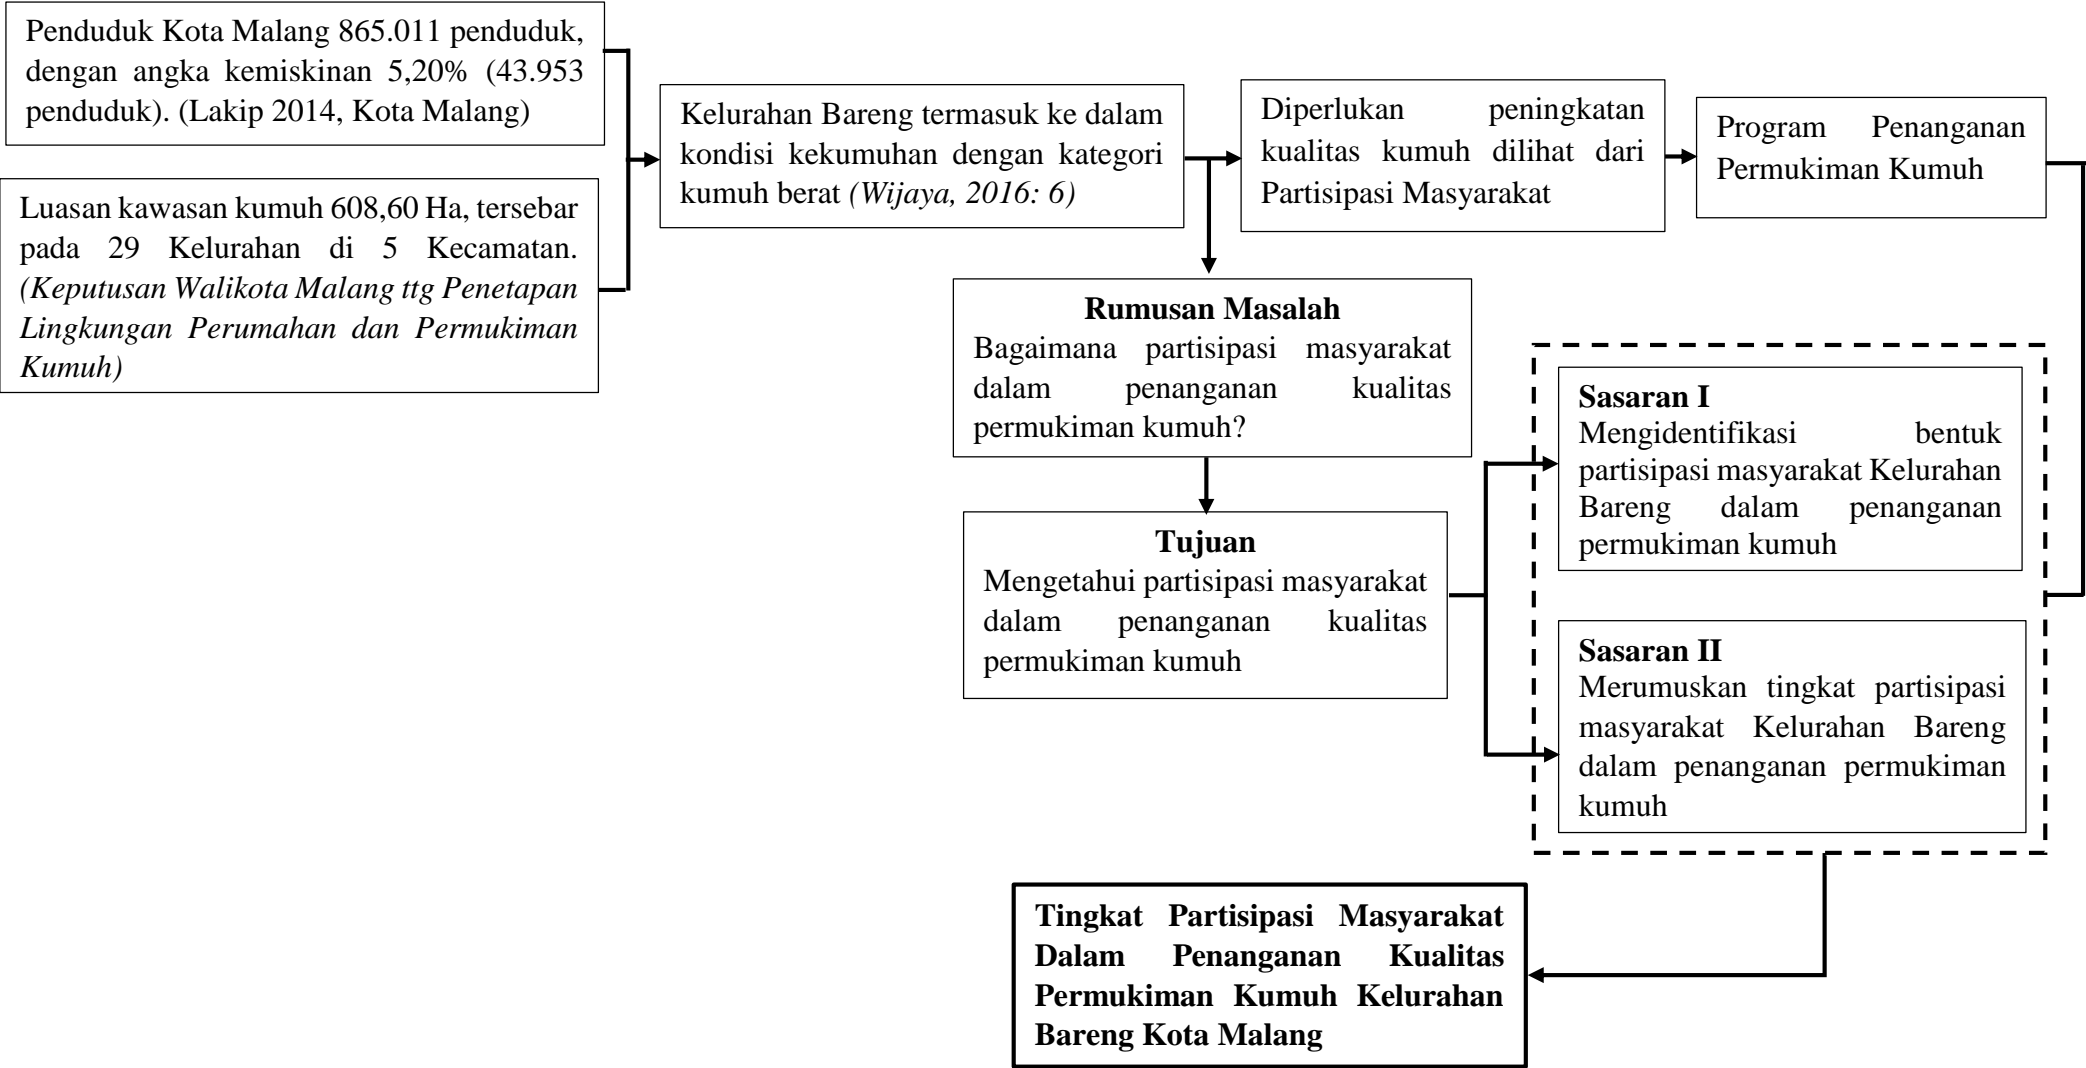 Penduduk Kota Malang 865.011 penduduk,
dengan angka kemiskinan 5,20% (43.953
penduduk). (Lakip 2014, Kota Malang)
Luasan kawasan kumuh 608,60 Ha, tersebar
pada 29 Kelurahan di 5 Kecamatan.
(Keputusan Walikota Malang ttg Penetapan
Lingkungan Perumahan dan Permukiman
Kumuh)
Kelurahan Bareng termasuk ke dalam
kondisi kekumuhan dengan kategori
kumuh berat (Wijaya, 2016: 6)
Diperlukan peningkatan
kualitas kumuh dilihat dari
Partisipasi Masyarakat
Program Penanganan
Permukiman Kumuh
Rumusan Masalah
Bagaimana partisipasi masyarakat
dalam penanganan kualitas
permukiman kumuh?
Tujuan
Mengetahui partisipasi masyarakat
dalam penanganan kualitas
permukiman kumuh
Sasaran I
Mengidentifikasi bentuk
partisipasi masyarakat Kelurahan
Bareng dalam penanganan
permukiman kumuh
Sasaran II
Merumuskan tingkat partisipasi
masyarakat Kelurahan Bareng
dalam penanganan permukiman
kumuh
Tingkat Partisipasi Masyarakat
Dalam Penanganan Kualitas
Permukiman Kumuh Kelurahan
Bareng Kota Malang